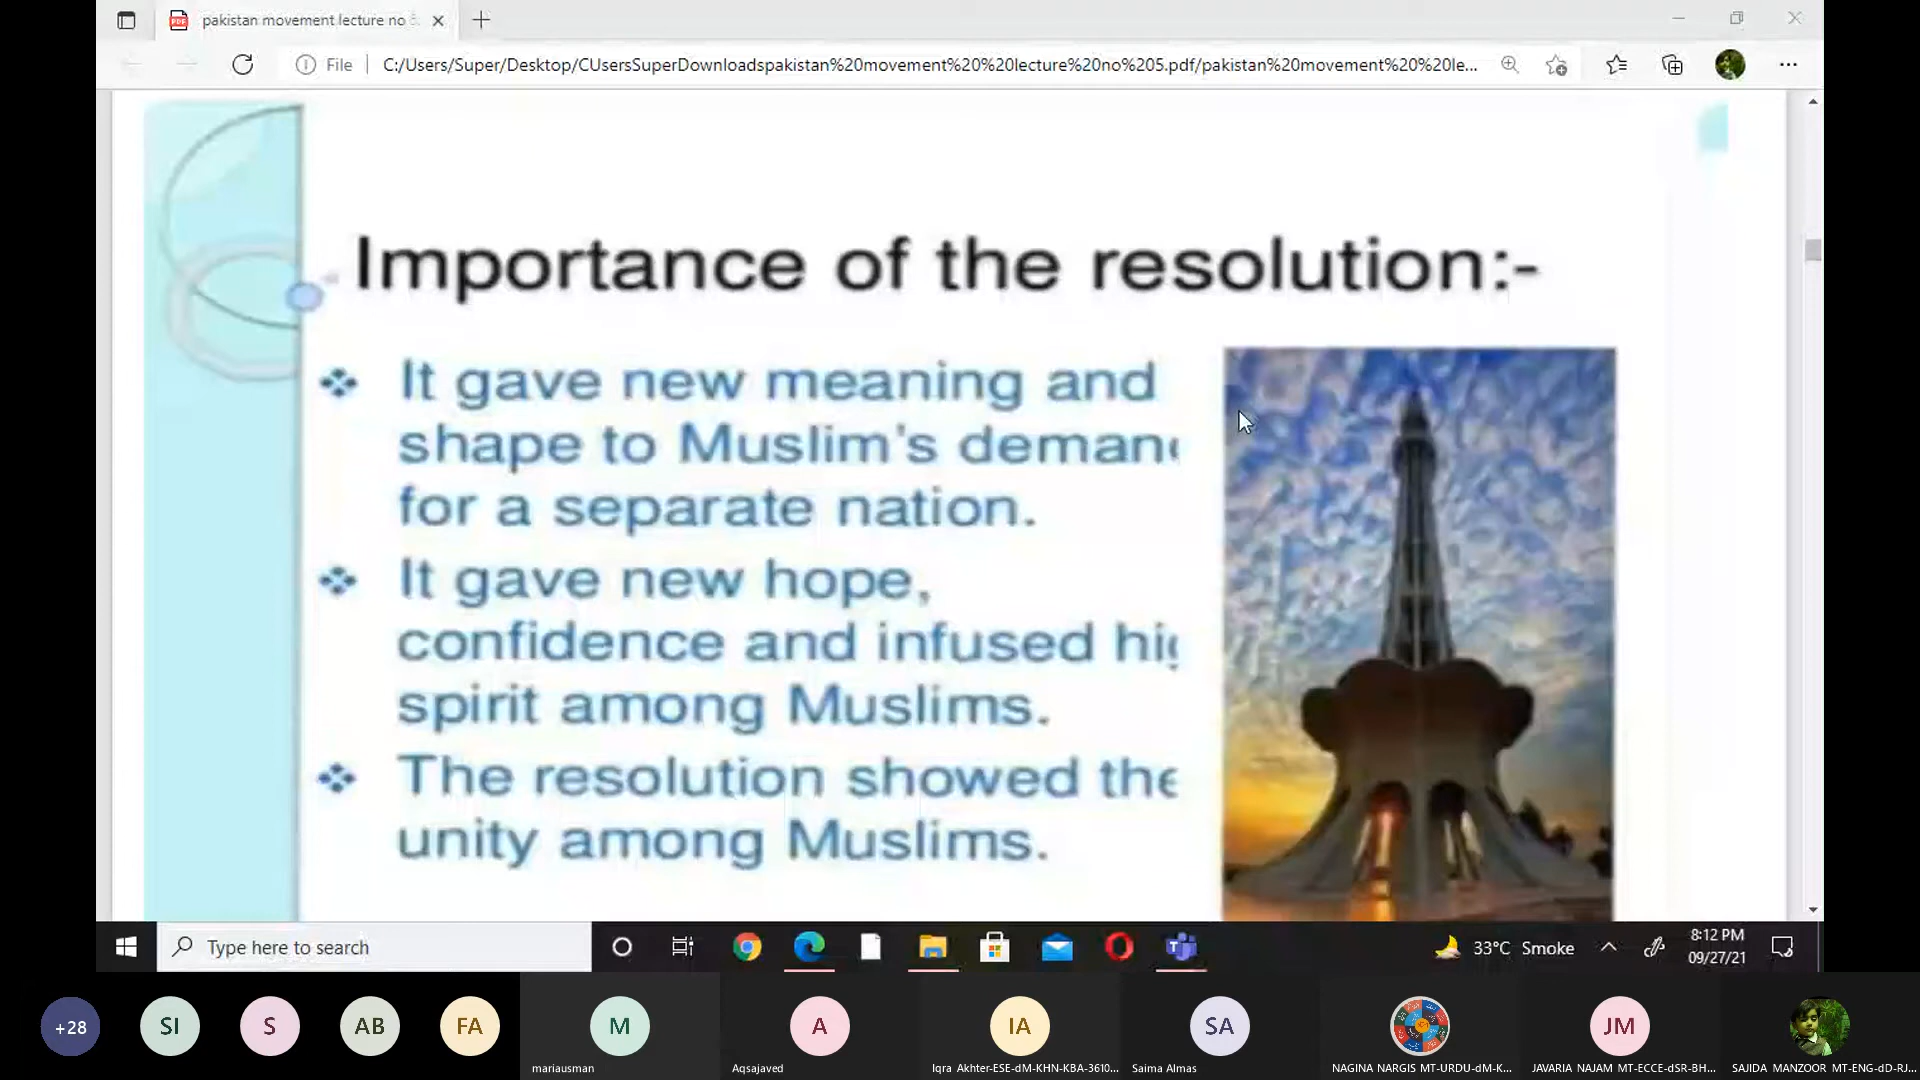 pakistan movement lecture no
File
C:/Users/Super/Desktop/CUsersSuperDownloadspakistan%20movement%20%20lecture%20no%205.pdf/pakistan%20movement%20%20le...
Importance of the resolution:-
It gave new meaning and
shape to Muslim's deman
for a separate nation.
It gave new hope,
confidence and infused hi
spirit among Muslims.
The resolution showed the
unity among Muslims.
Type here to search
33°C Smoke
8:12 PM
09/27/21
+28
SI
S
AB
FA
M
A
IA
SA
JM
mariausman
Aqsajaved
Iqra Akhter-ESE-dM-KHN-KBA-3610...
Saima Almas
NAGINA NARGIS MT-URDU-dM-K...
JAVARIA NAJAM MT-ECCE-dSR-BH...
SAJIDA MANZOOR MT-ENG-dD-RJ...